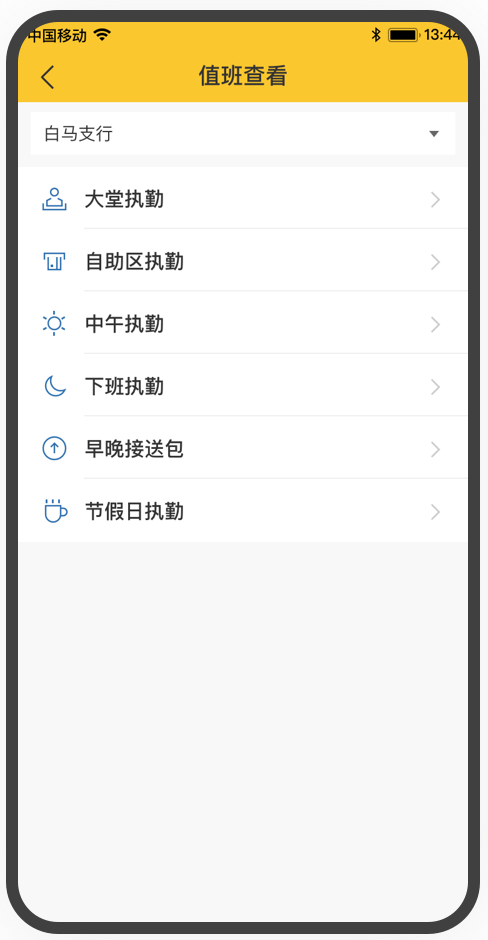 中国移动 13:44
值班查看
白马支行
大堂执勤
自助区执勤
中午执勤
下班执勤
早晚接送包
节假日执勤